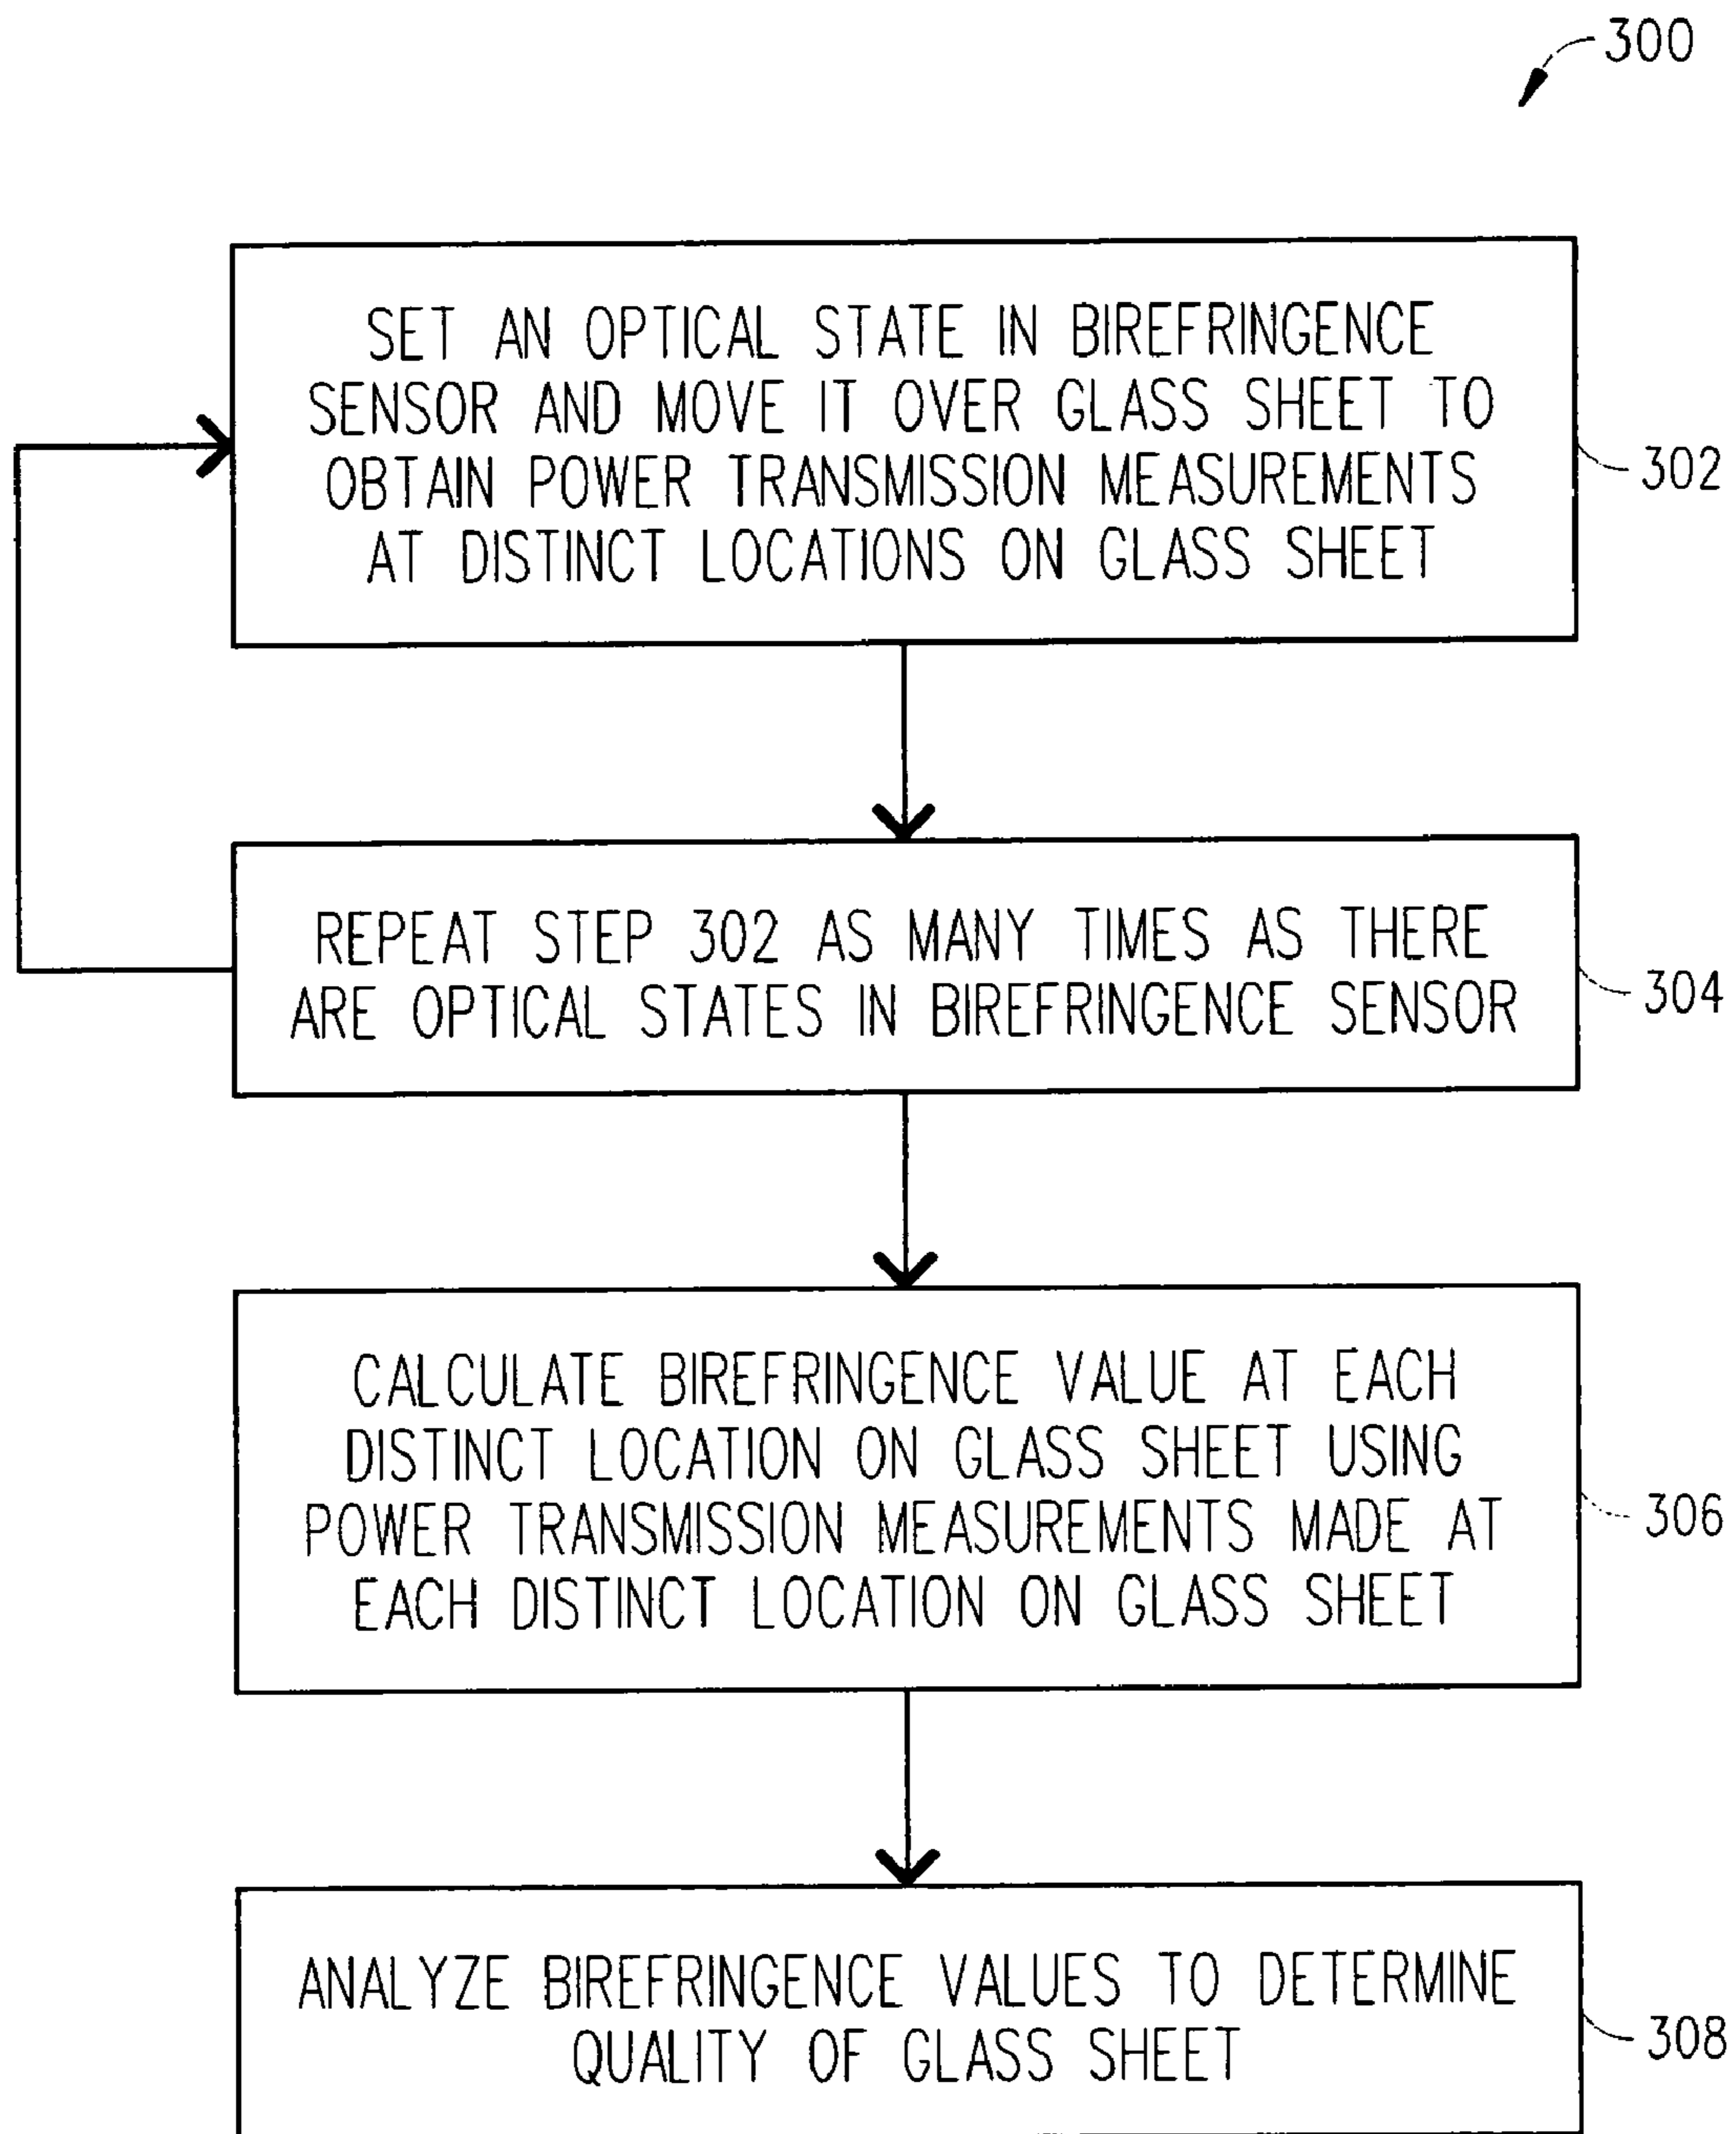 300
SET AN OPTICAL STATE IN BIREFRINGENCE
SENSOR AND MOVE IT OVER GLASS SHEET TO
OBTAIN POWER TRANSMISSION MEASUREMENTS
AT DISTINCT LOCATIONS ON GLASS SHEET
302
REPEAT STEP 302 AS MANY TIMES AS THERE
ARE OPTICAL STATES IN BIREFRINGENCE SENSOR
304
CALCULATE BIREFRINGENCE VALUE AT EACH
DISTINCT LOCATION ON GLASS SHEET USING
POWER TRANSMISSION MEASUREMENTS MADE AT
EACH DISTINCT LOCATION ON GLASS SHEET
306
ANALYZE BIREFRINGENCE VALUES TO DETERMINE
QUALITY OF GLASS SHEET
308